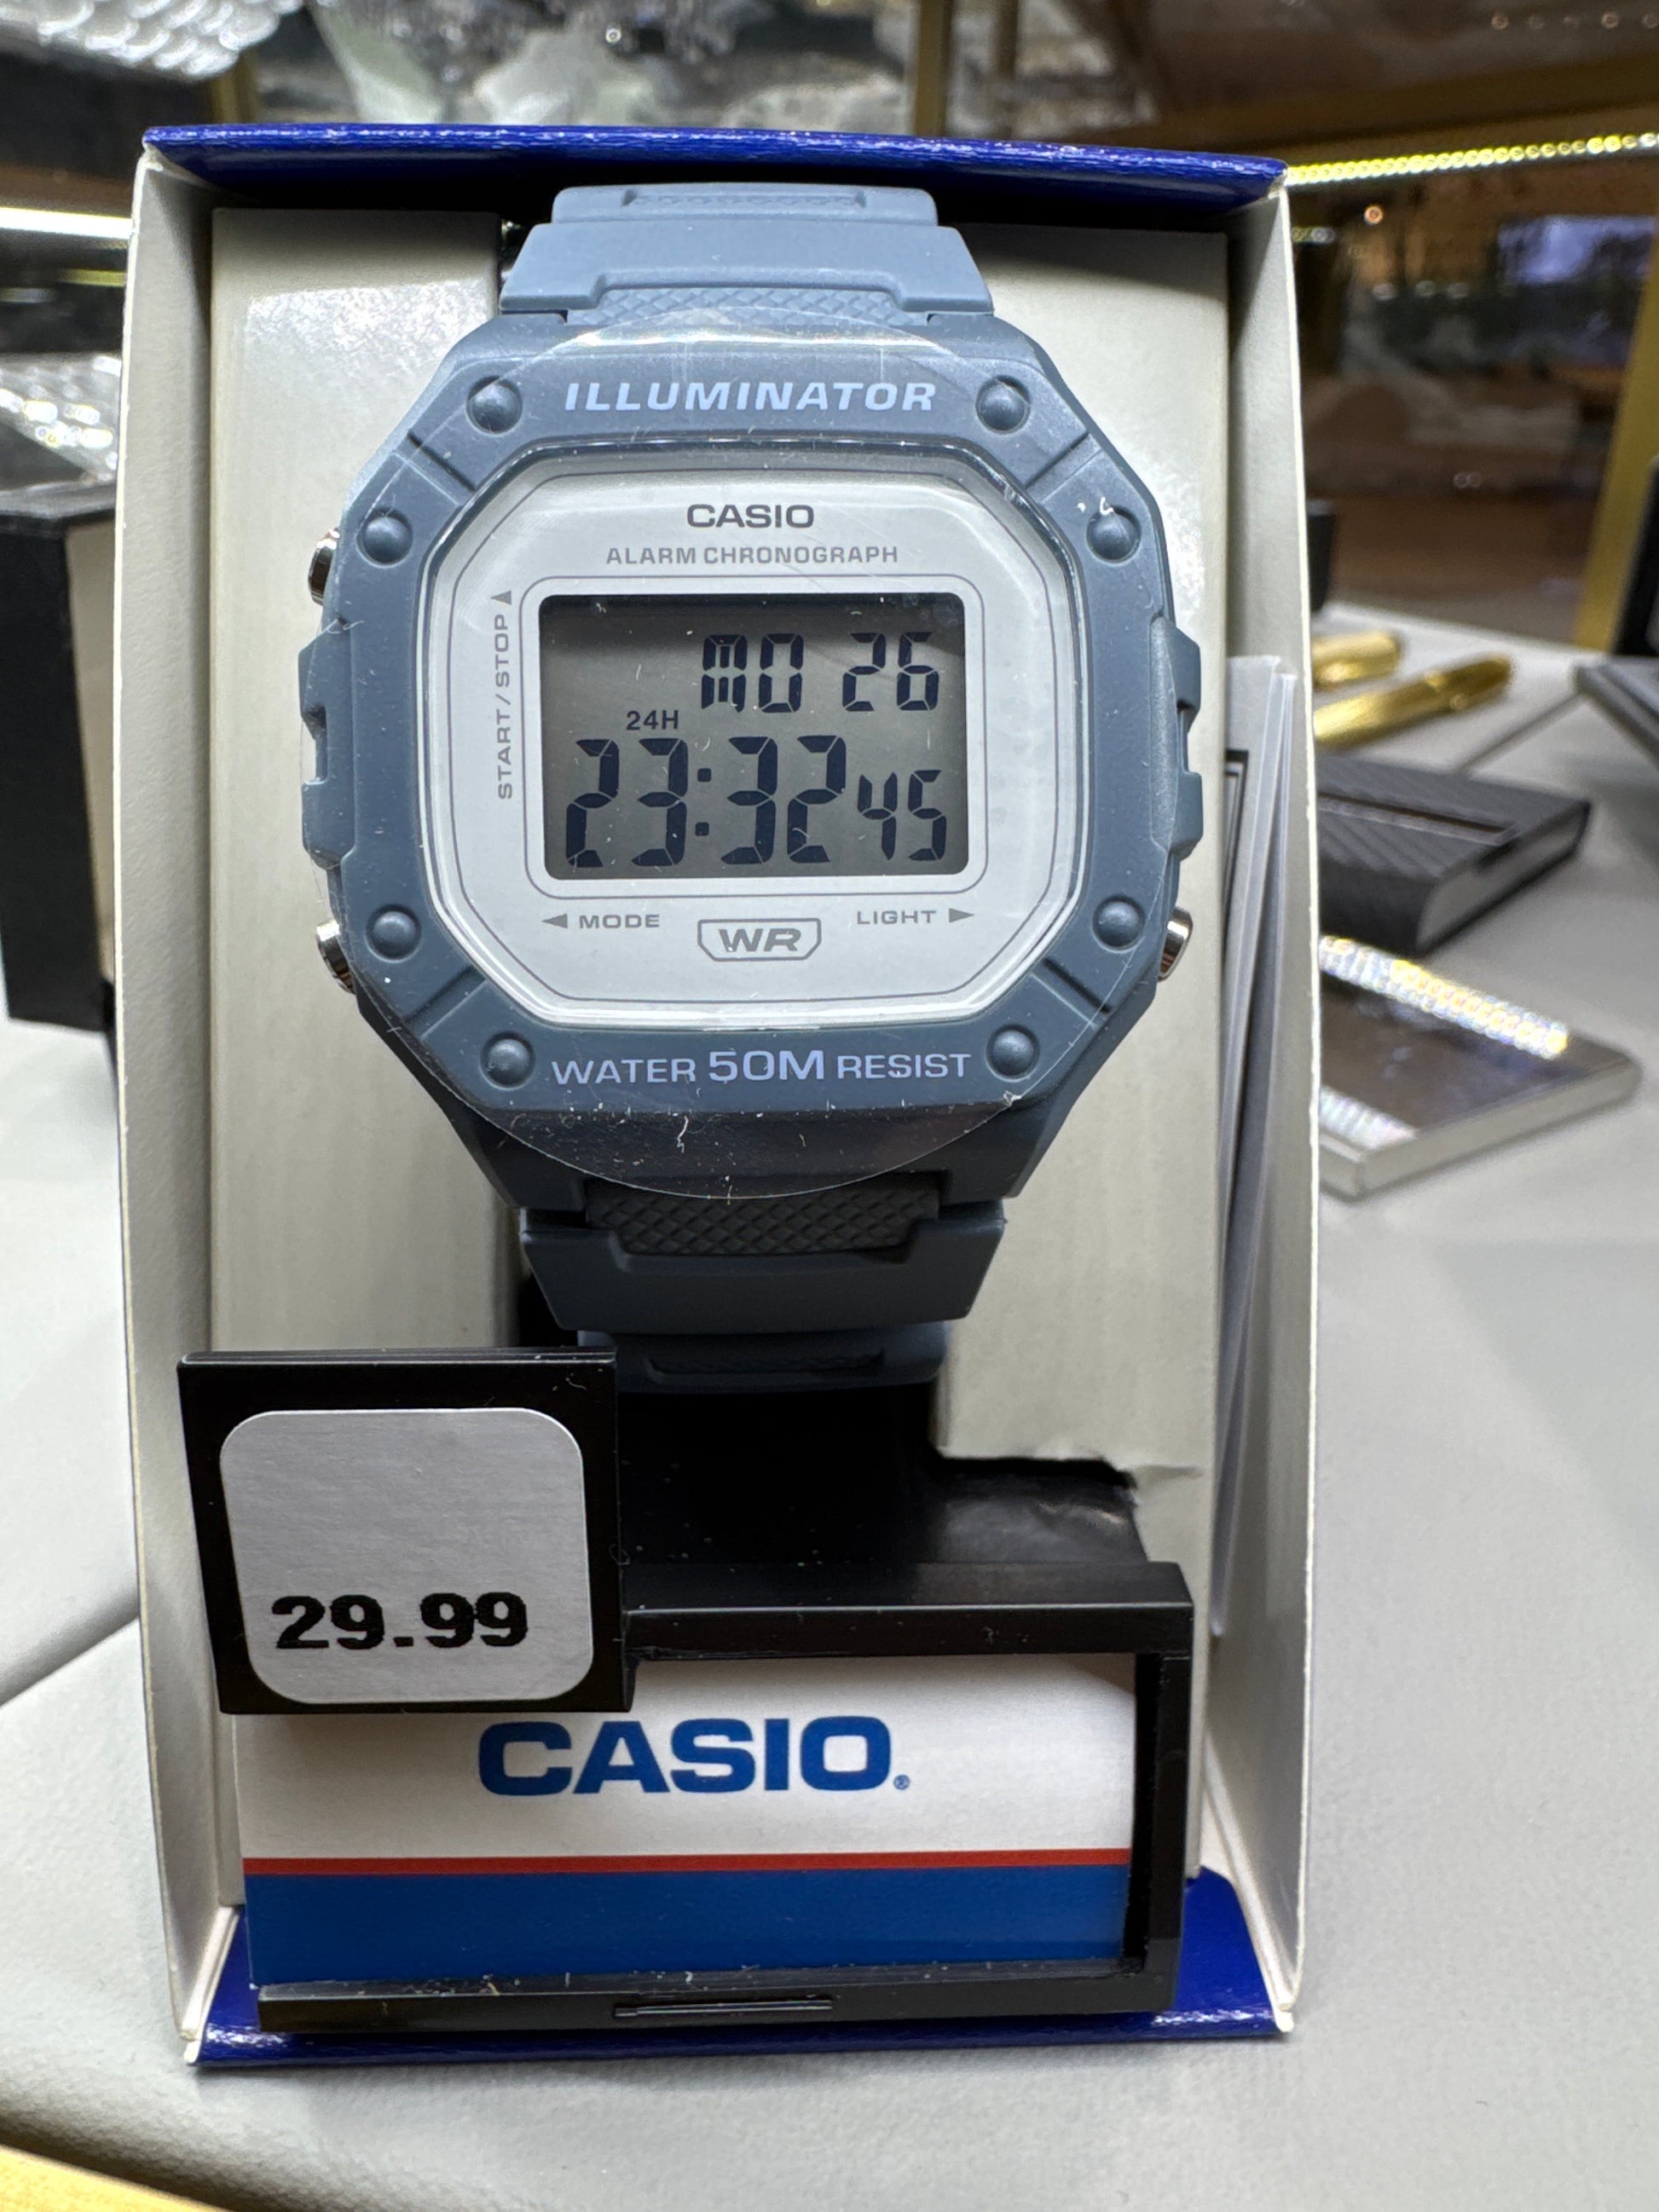 ILLUMINATOR
CASIO
ALARM CHRONOGRAPH
START/STOP ▲
MO 26
24H
23:32 45
◄ MODE
LIGHT ►
WR
WATER 50M RESIST
29.99
CASIO®